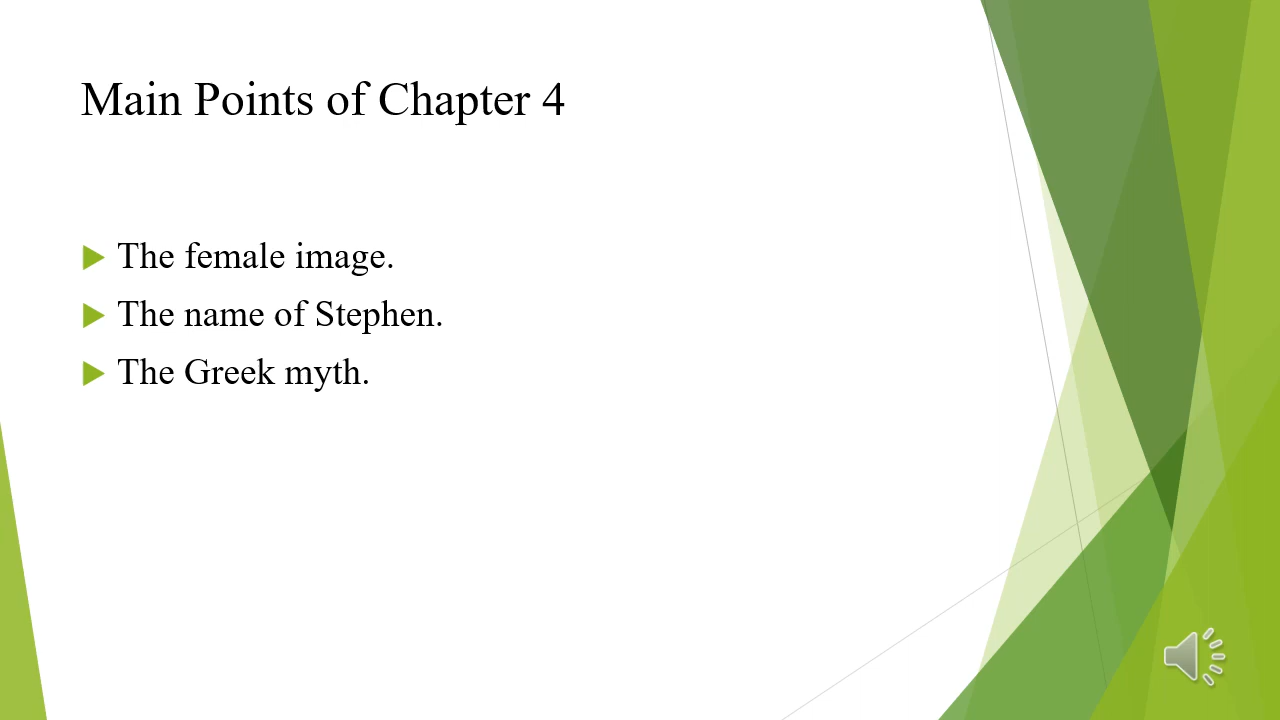 Main Points of Chapter 4
The female image.
The name of Stephen.
The Greek myth.